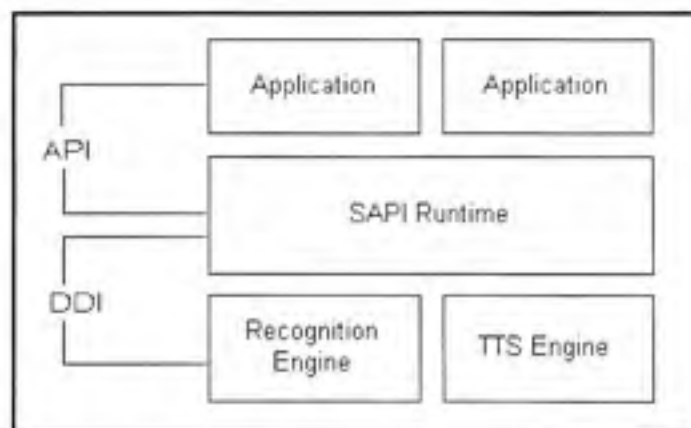 Application
Application
API
SAPI Runtime
DDI
Recognition
Engine
TTS Engine